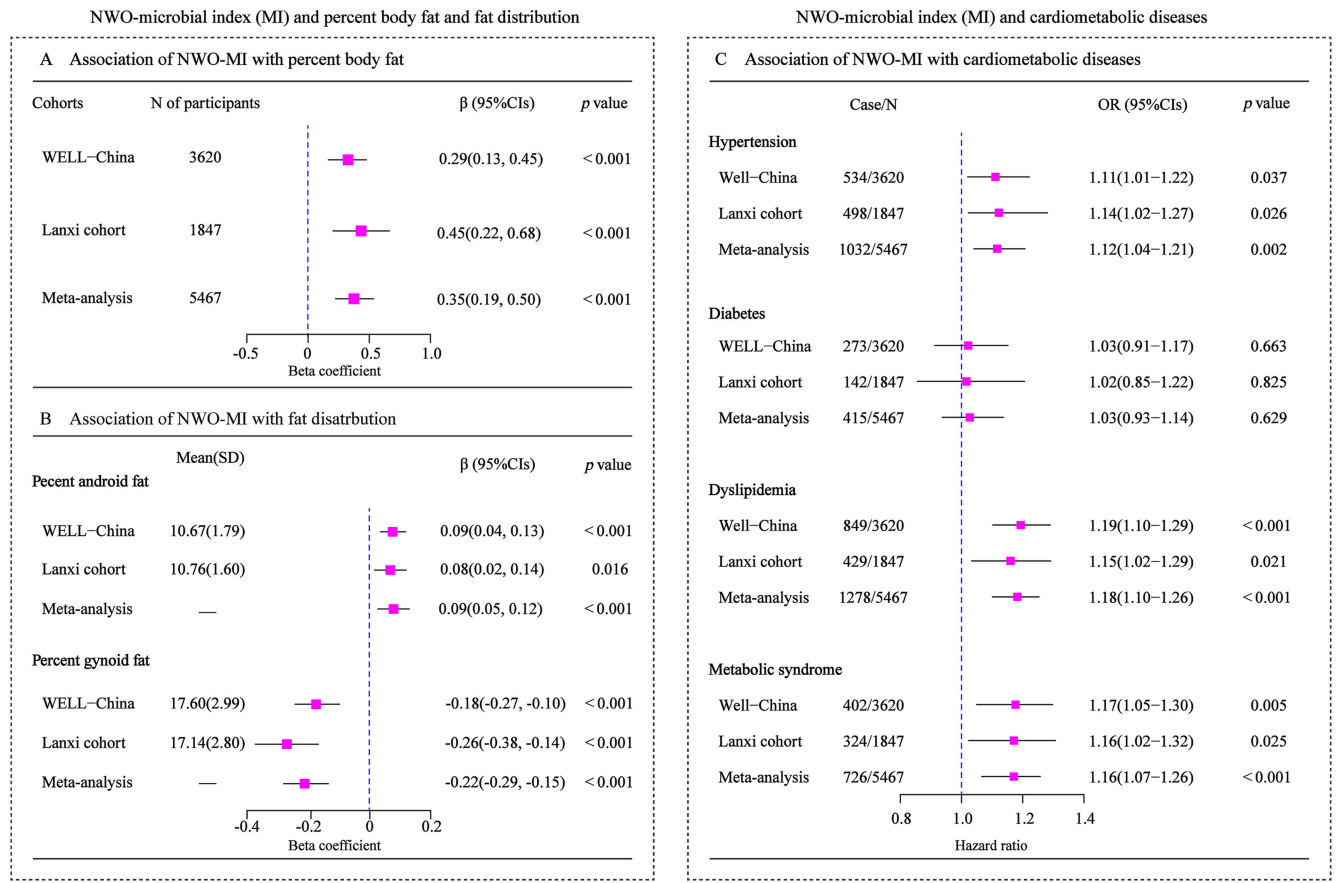 NWO-microbial index (MI) and percent body fat and fat distribution
A Association of NWO-MI with percent body fat
Cohorts N of participants β (95%CIs) p value
WELL−China 3620 0.29(0.13, 0.45) <0.001
Lanxi cohort 1847 0.45(0.22, 0.68) <0.001
Meta-analysis 5467 0.35(0.19, 0.50) <0.001
-0.5 0 0.5 1.0
Beta coefficient
B Association of NWO-MI with fat disatrbution
Mean(SD) β (95%CIs) p value
Pecent android fat
WELL−China 10.67(1.79) 0.09(0.04, 0.13) <0.001
Lanxi cohort 10.76(1.60) 0.08(0.02, 0.14) 0.016
Meta-analysis — 0.09(0.05, 0.12) <0.001
Percent gynoid fat
WELL−China 17.60(2.99) -0.18(-0.27, -0.10) <0.001
Lanxi cohort 17.14(2.80) -0.26(-0.38, -0.14) <0.001
Meta-analysis — -0.22(-0.29, -0.15) <0.001
-0.4 -0.2 0 0.2
Beta coefficient
NWO-microbial index (MI) and cardiometabolic diseases
C Association of NWO-MI with cardiometabolic diseases
Case/N OR (95%CIs) p value
Hypertension
Well−China 534/3620 1.11(1.01−1.22) 0.037
Lanxi cohort 498/1847 1.14(1.02−1.27) 0.026
Meta-analysis 1032/5467 1.12(1.04−1.21) 0.002
Diabetes
WELL−China 273/3620 1.03(0.91−1.17) 0.663
Lanxi cohort 142/1847 1.02(0.85−1.22) 0.825
Meta-analysis 415/5467 1.03(0.93−1.14) 0.629
Dyslipidemia
Well−China 849/3620 1.19(1.10−1.29) <0.001
Lanxi cohort 429/1847 1.15(1.02−1.29) 0.021
Meta-analysis 1278/5467 1.18(1.10−1.26) <0.001
Metabolic syndrome
Well−China 402/3620 1.17(1.05−1.30) 0.005
Lanxi cohort 324/1847 1.16(1.02−1.32) 0.025
Meta-analysis 726/5467 1.16(1.07−1.26) <0.001
0.8 1.0 1.2 1.4
Hazard ratio